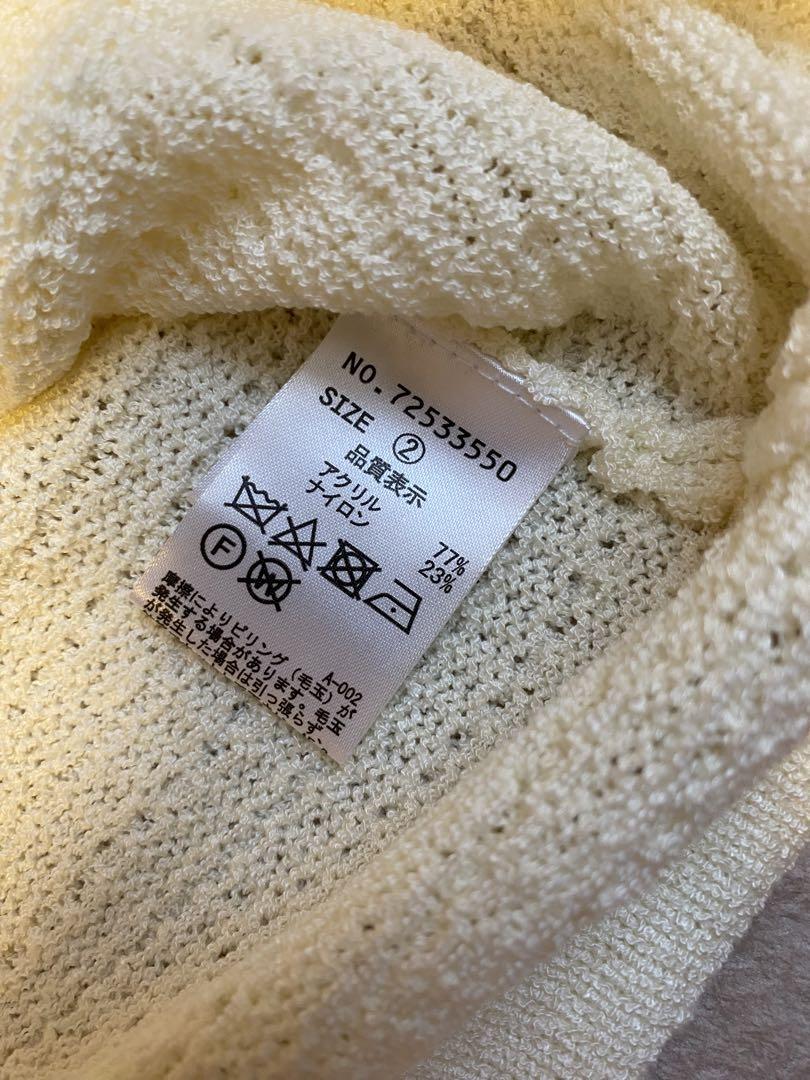 NO. 72533550
SIZE ②
品質表示
アクリル 77%
ナイロン 23%
Ⓕ W
A-002
摩擦によりピリング(毛玉)が
発生する場合があります。毛玉
が発生した場合は引っ張らず、